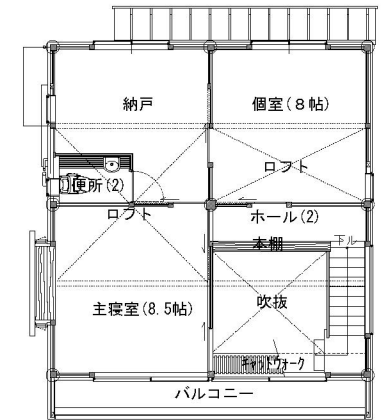 納戸
個室(8帖)
ロフト
便所(2)
ロフト
ホール(2)
本棚
下ル
主寝室(8.5帖)
吹抜
キャットウォーク
バルコニー